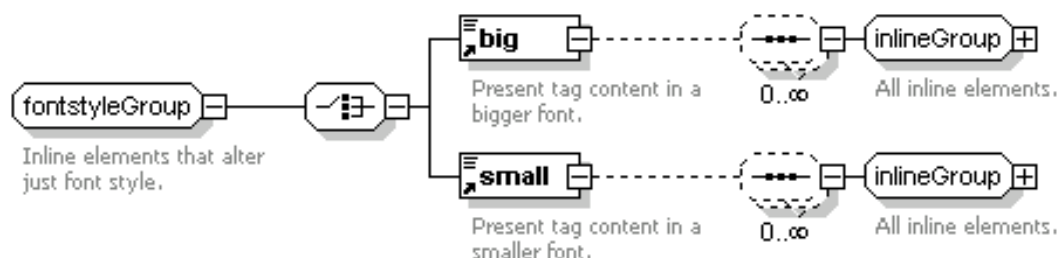 big
inlineGroup
Present tag content in a
bigger font.
0..∞
All inline elements.
fontstyleGroup
Inline elements that alter
just font style.
small
inlineGroup
Present tag content in a
smaller font.
0..∞
All inline elements.